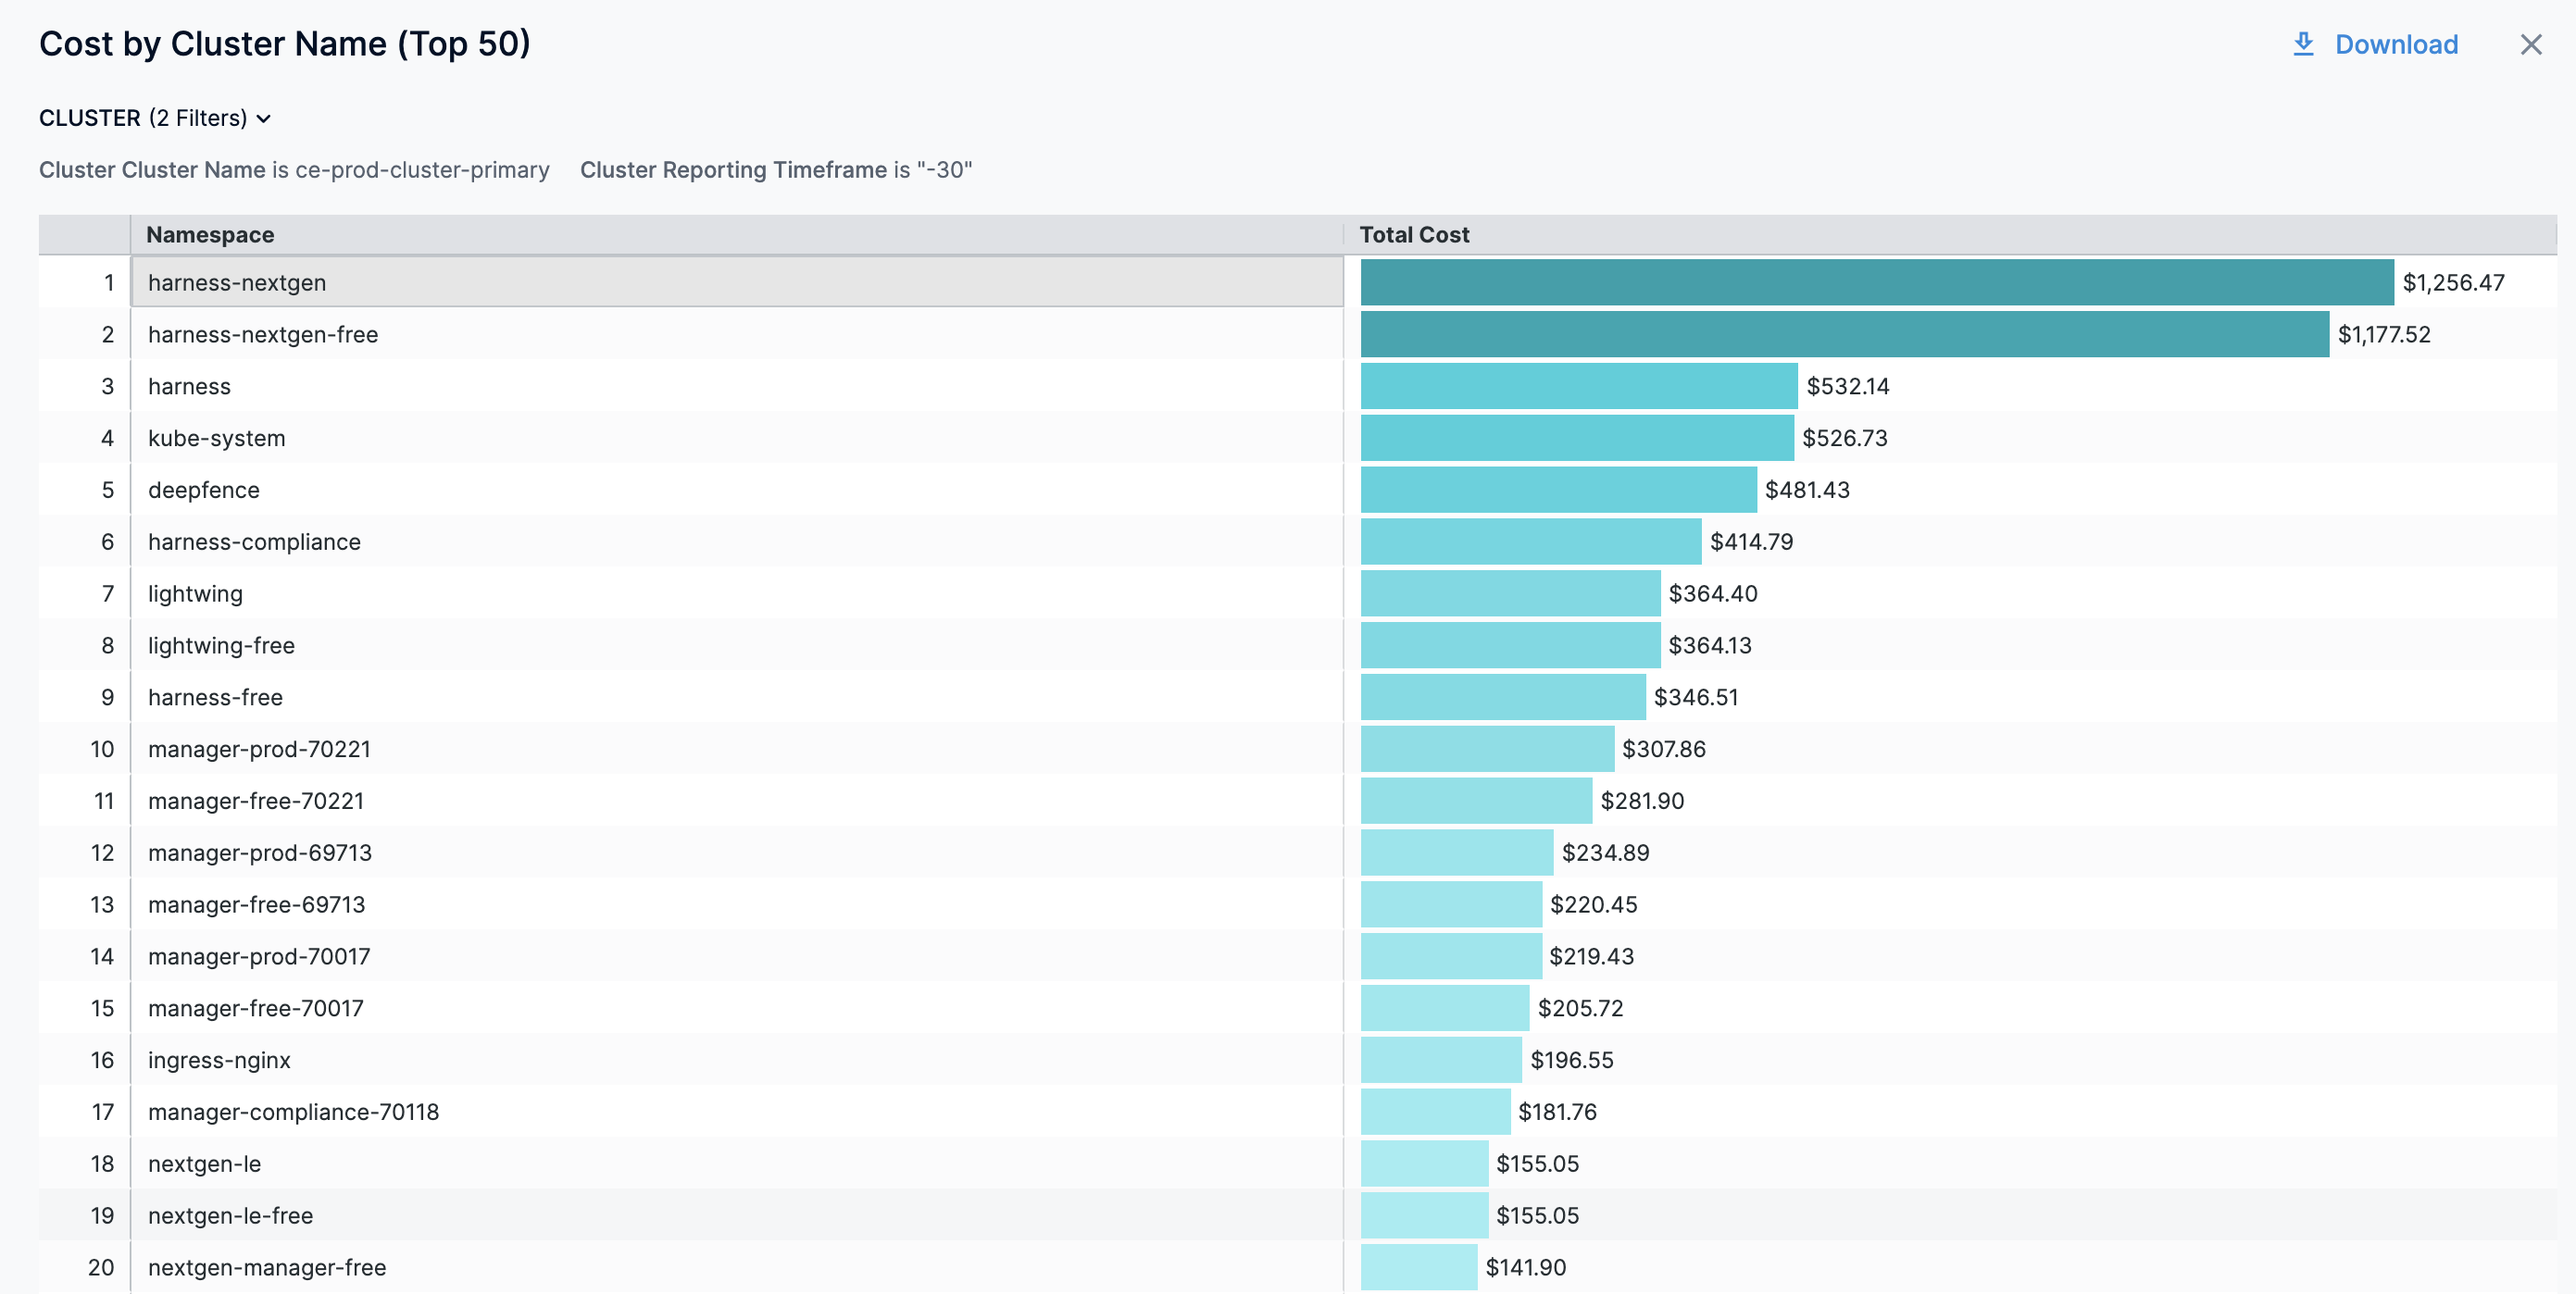 Cost by Cluster Name (Top 50)
Download
CLUSTER (2 Filters)
Cluster Cluster Name is ce-prod-cluster-primary Cluster Reporting Timeframe is "-30"
Namespace Total Cost
1 harness-nextgen $1,256.47
2 harness-nextgen-free $1,177.52
3 harness $532.14
4 kube-system $526.73
5 deepfence $481.43
6 harness-compliance $414.79
7 lightwing $364.40
8 lightwing-free $364.13
9 harness-free $346.51
10 manager-prod-70221 $307.86
11 manager-free-70221 $281.90
12 manager-prod-69713 $234.89
13 manager-free-69713 $220.45
14 manager-prod-70017 $219.43
15 manager-free-70017 $205.72
16 ingress-nginx $196.55
17 manager-compliance-70118 $181.76
18 nextgen-le $155.05
19 nextgen-le-free $155.05
20 nextgen-manager-free $141.90